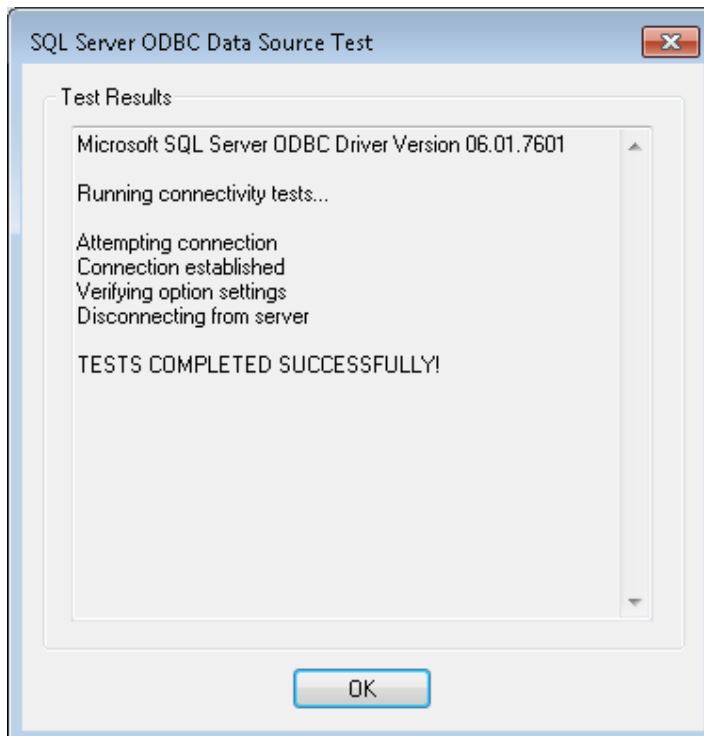 SQL Server ODBC Data Source Test
Test Results
Microsoft SQL Server ODBC Driver Version 06.01.7601
Running connectivity tests...
Attempting connection
Connection established
Verifying option settings
Disconnecting from server
TESTS COMPLETED SUCCESSFULLY!
OK